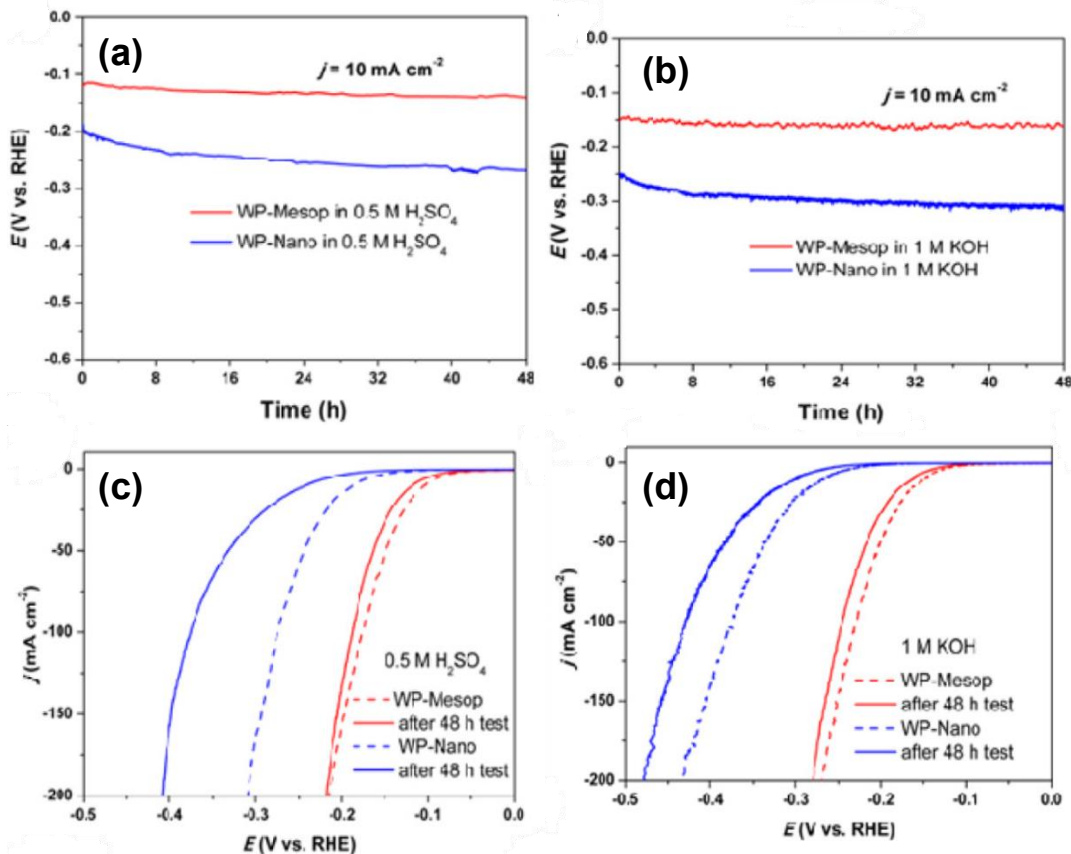 (a)
j = 10 mA cm-2
WP-Mesop in 0.5 M H2SO4
WP-Nano in 0.5 M H2SO4
E (V vs. RHE)
0.0
-0.1
-0.2
-0.3
-0.4
-0.5
-0.6
0 8 16 24 32 40 48
Time (h)
(b)
j = 10 mA cm-2
WP-Mesop in 1 M KOH
WP-Nano in 1 M KOH
E (V vs. RHE)
0.0
-0.1
-0.2
-0.3
-0.4
-0.5
-0.6
0 8 16 24 32 40 48
Time (h)
(c)
0.5 M H2SO4
WP-Mesop
after 48 h test
WP-Nano
after 48 h test
j (mA cm-2)
0
-50
-100
-150
-200
-0.5 -0.4 -0.3 -0.2 -0.1 -0.0
E (V vs. RHE)
(d)
1 M KOH
WP-Mesop
after 48 h test
WP-Nano
after 48 h test
j (mA cm-2)
0
-50
-100
-150
-200
-0.5 -0.4 -0.3 -0.2 -0.1 0.0
E (V vs. RHE)